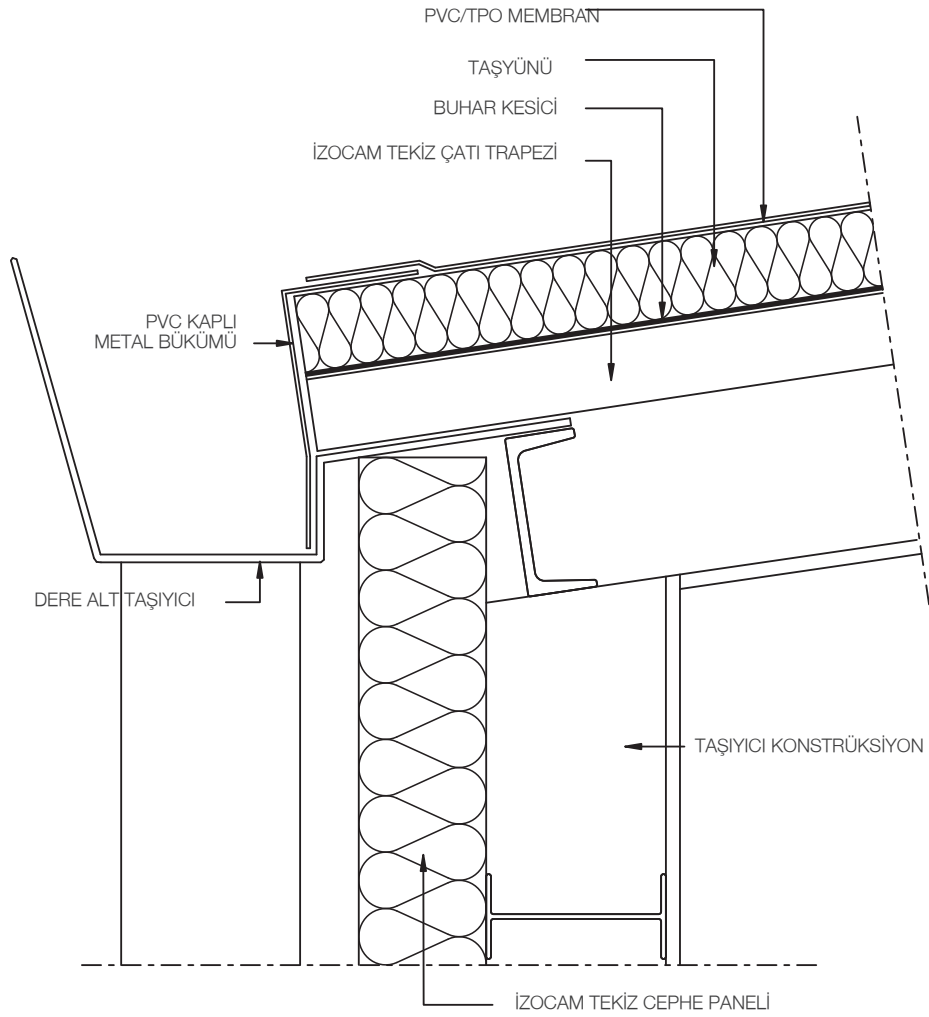 PVC/TPO MEMBRAN
TAŞYÜNÜ
BUHAR KESİCİ
İZOCAM TEKİZ ÇATI TRAPEZİ
PVC KAPLI
METAL BÜKÜMÜ
DERE ALT TAŞIYICI
TAŞIYICI KONSTRÜKSİYON
İZOCAM TEKİZ CEPHE PANELİ